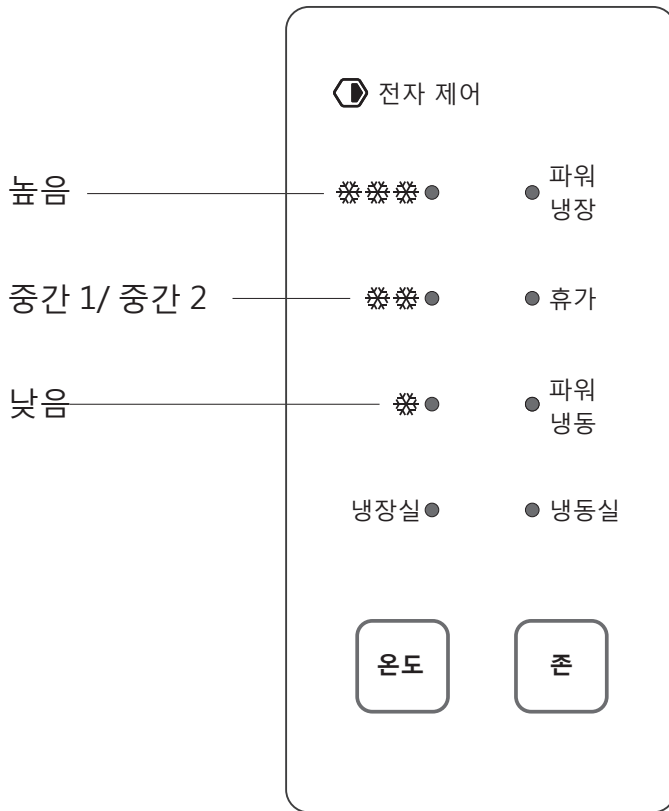 전자 제어
높음
파워
냉장
중간 1/ 중간 2
휴가
낮음
파워
냉동
냉장실
냉동실
온도
존